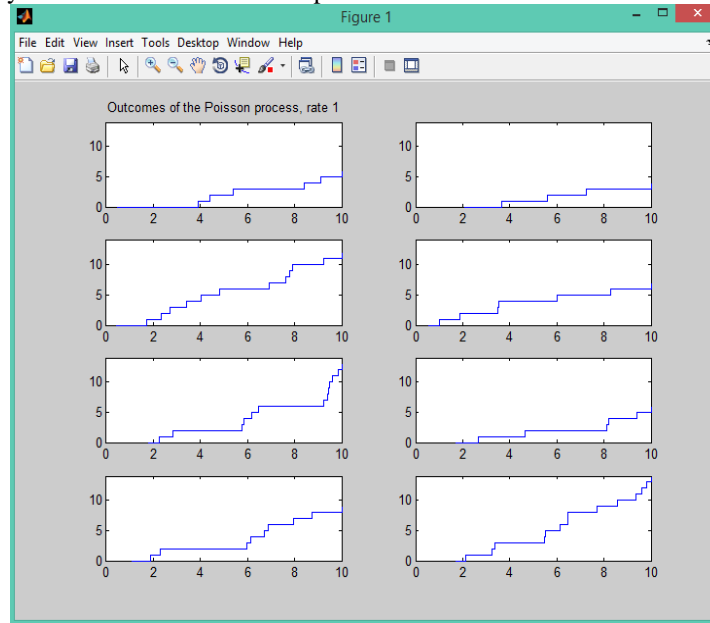 Figure 1
File Edit View Insert Tools Desktop Window Help
Outcomes of the Poisson process, rate 1
10 10
5 5
0 0
0 2 4 6 8 10 0 2 4 6 8 10
10 10
5 5
0 0
0 2 4 6 8 10 0 2 4 6 8 10
10 10
5 5
0 0
0 2 4 6 8 10 0 2 4 6 8 10
10 10
5 5
0 0
0 2 4 6 8 10 0 2 4 6 8 10